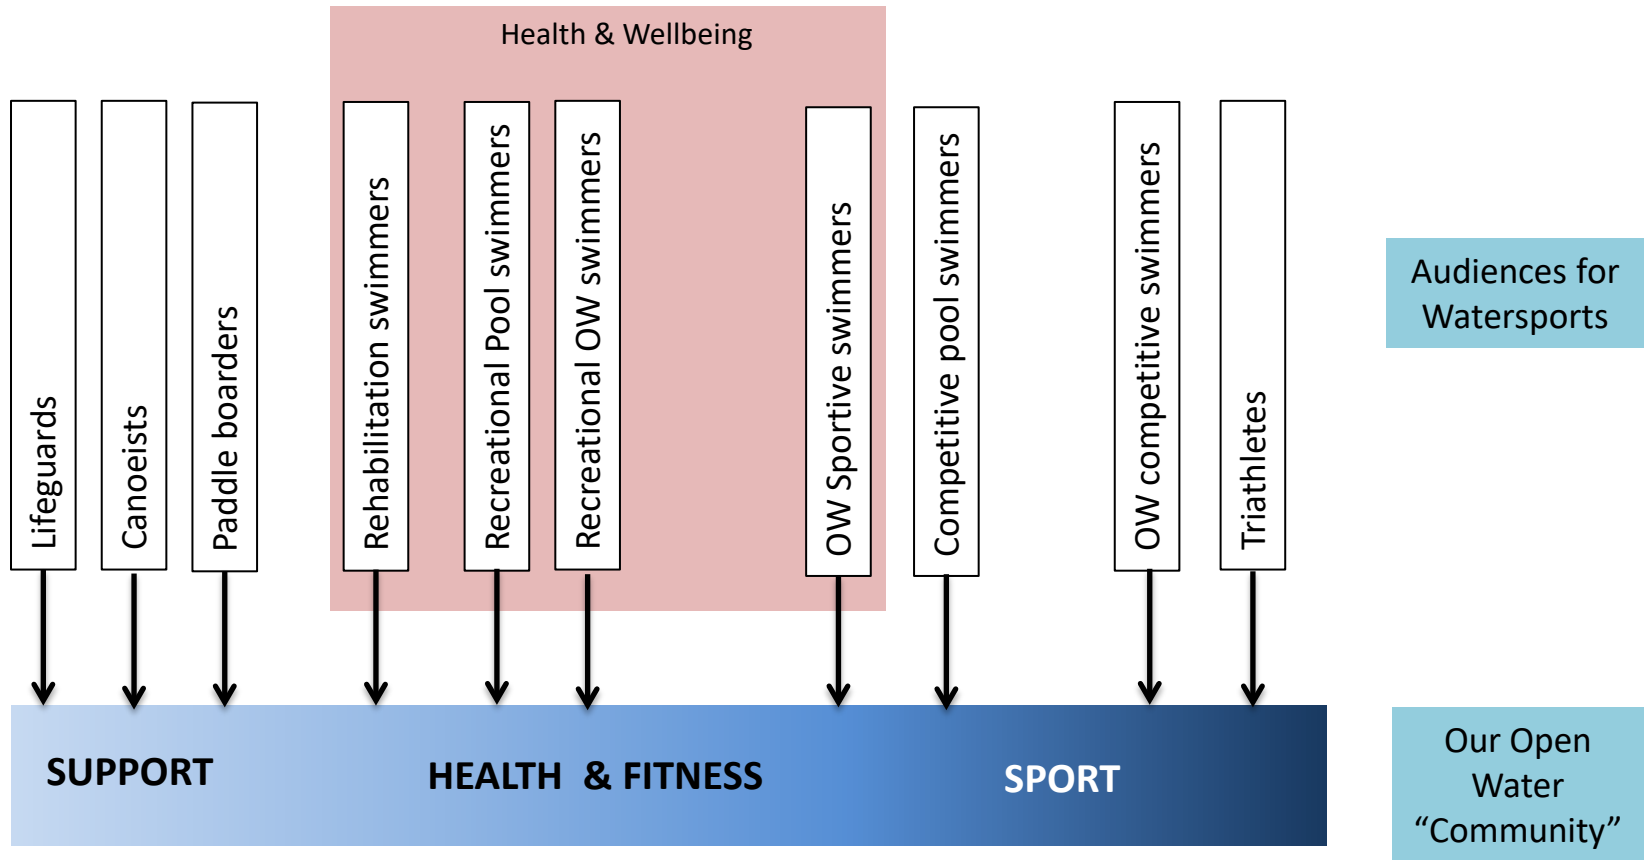 Health & Wellbeing
Lifeguards
Canoeists
Paddle boarders
Rehabilitation swimmers
Recreational Pool swimmers
Recreational OW swimmers
OW Sportive swimmers
Competitive pool swimmers
OW competitive swimmers
Triathletes
Audiences for
Watersports
SUPPORT
HEALTH & FITNESS
SPORT
Our Open
Water
“Community”